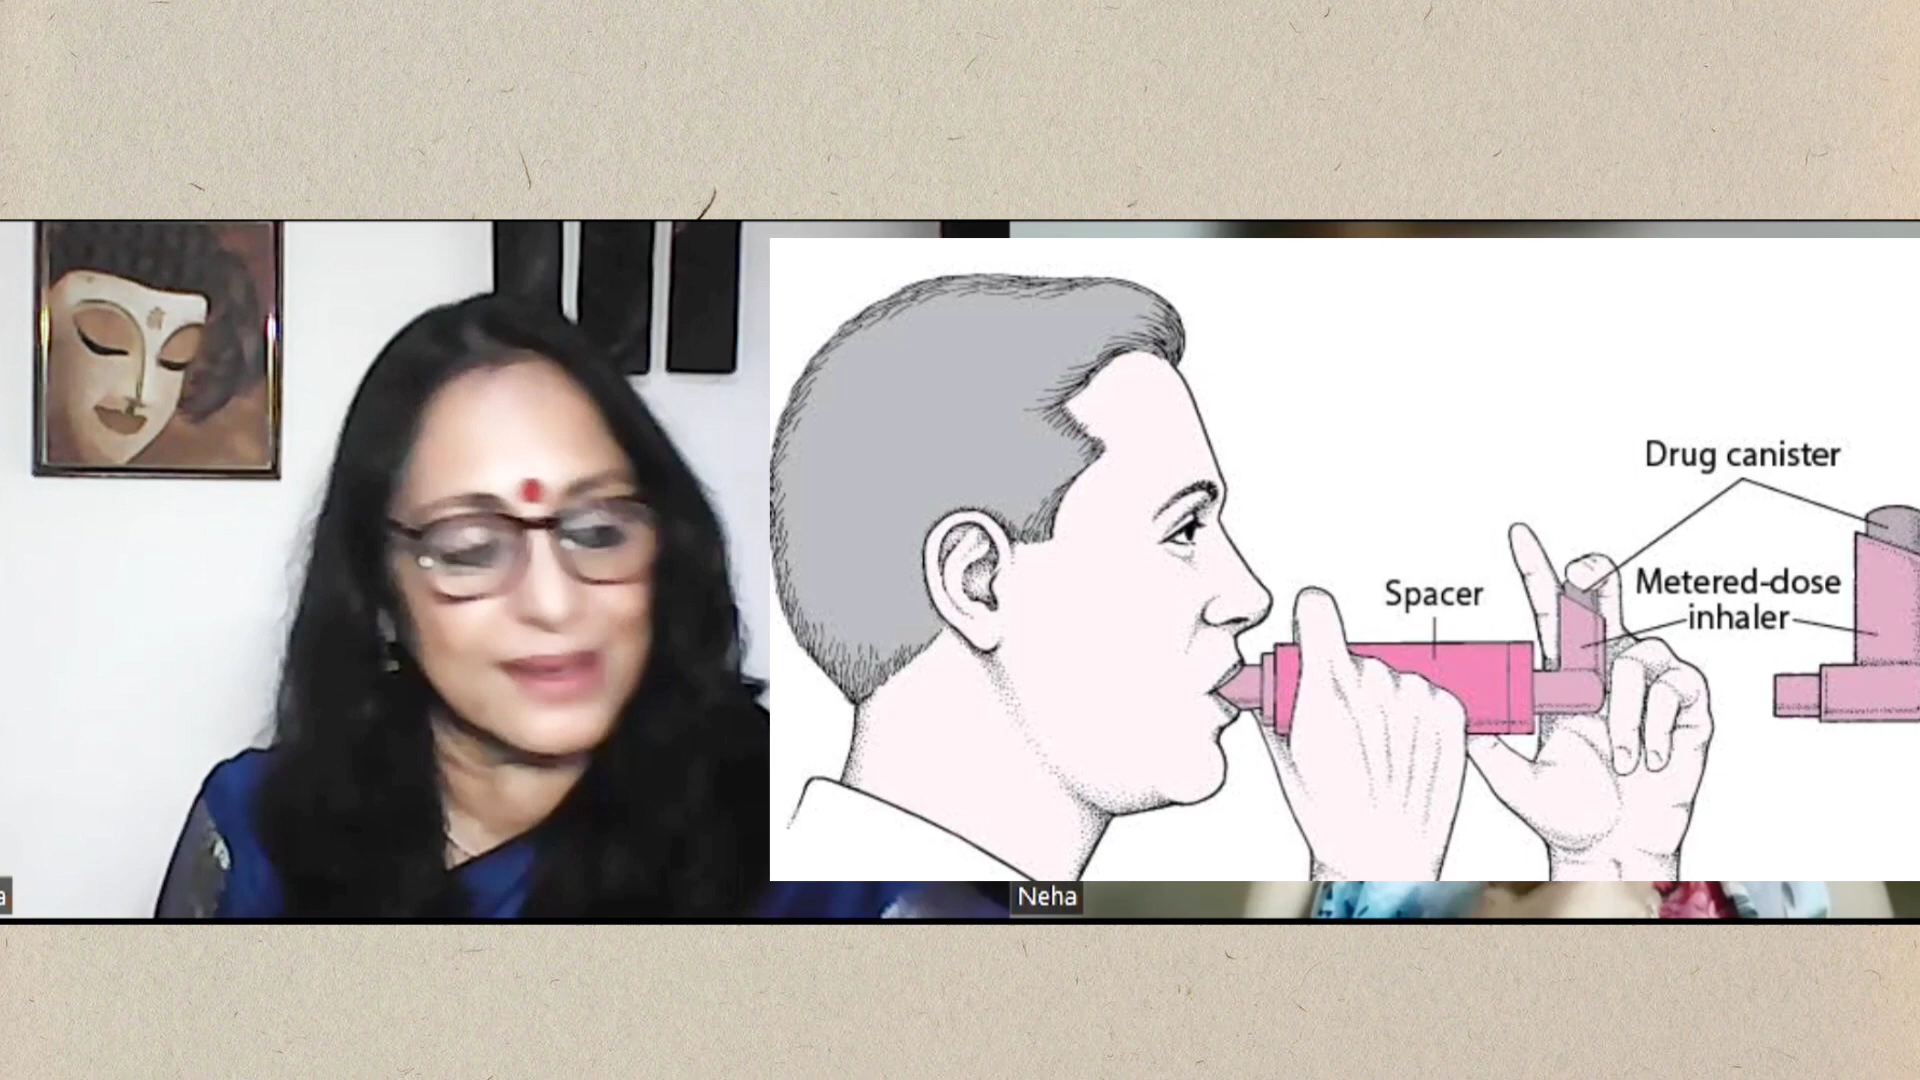 Drug canister
Metered-dose
inhaler
Spacer
a
Neha